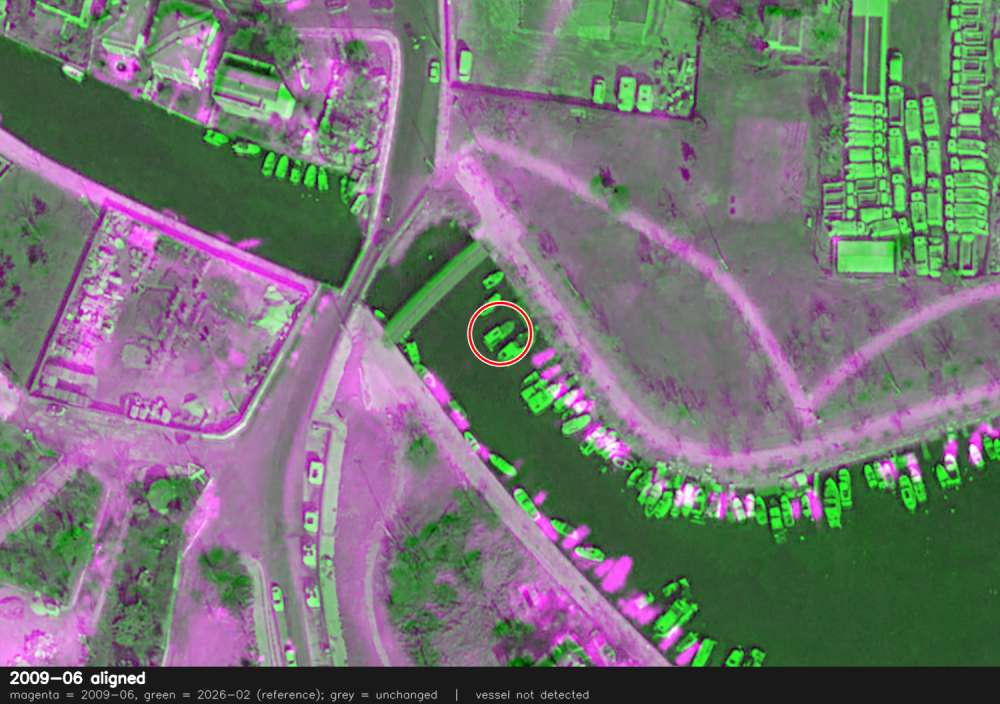 2009-06 aligned
magenta = 2009-06, green = 2026-02 (reference); grey = unchanged | vessel not detected